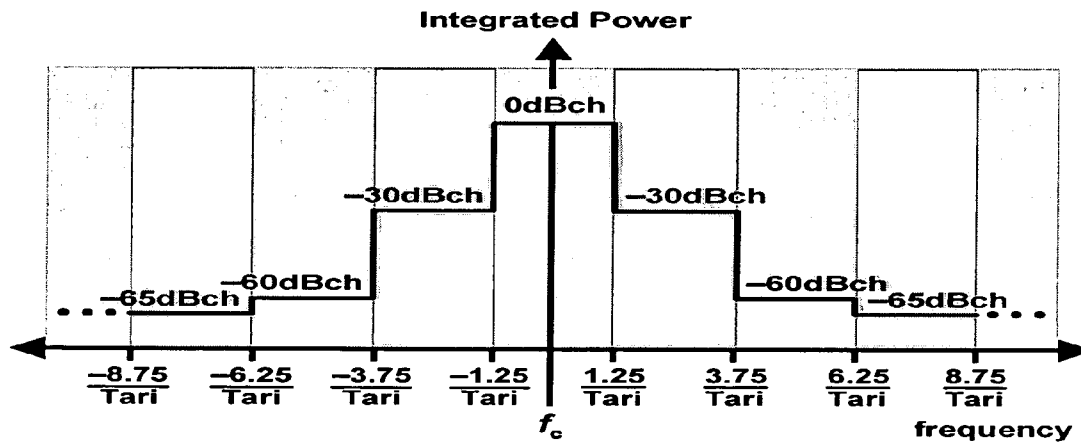 Integrated Power
0dBch
–30dBch
–30dBch
–60dBch
–60dBch
–65dBch
–65dBch
–8.75
Tari
–6.25
Tari
–3.75
Tari
–1.25
Tari
1.25
Tari
3.75
Tari
6.25
Tari
8.75
Tari
fc
frequency